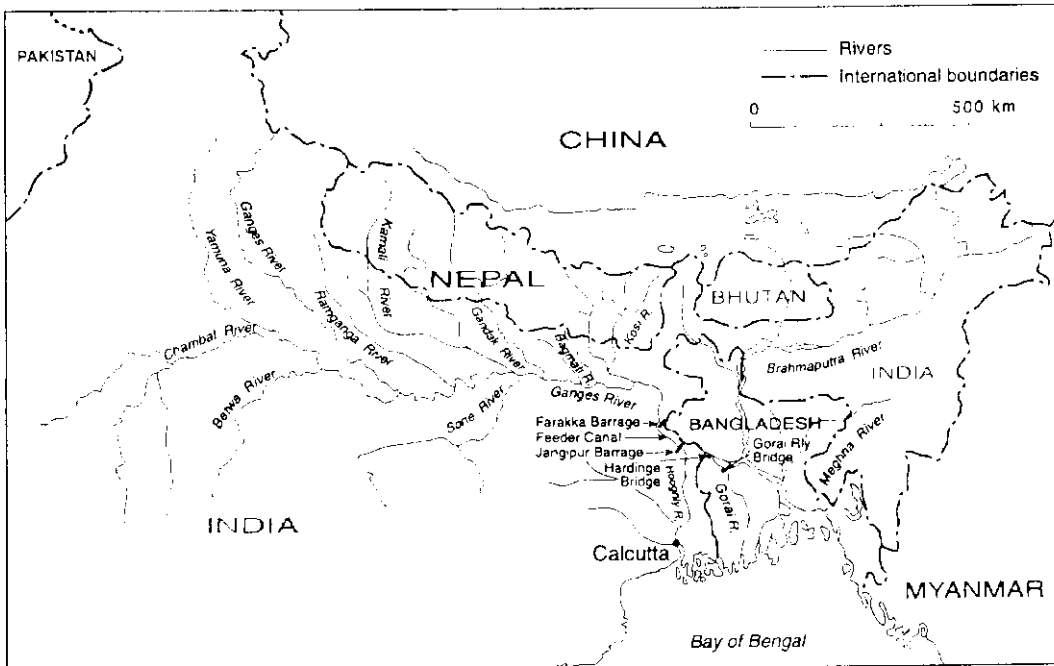 PAKISTAN
Rivers
International boundaries
0 500 km
CHINA
Ganges River
Yamuna River
Karnali
River
NEPAL
BHUTAN
Kosi R.
Ramganga River
Gandak River
Bagmati R.
Chambal River
Brahmaputra River
INDIA
Betwa River
Sone River
Ganges River
BANGLADESH
Farakka Barrage
Feeder Canal
Jangipur Barrage
Hardinge
Bridge
Gorai Rly
Bridge
Meghna River
Hooghly R.
Gorai R.
INDIA
Calcutta
MYANMAR
Bay of Bengal